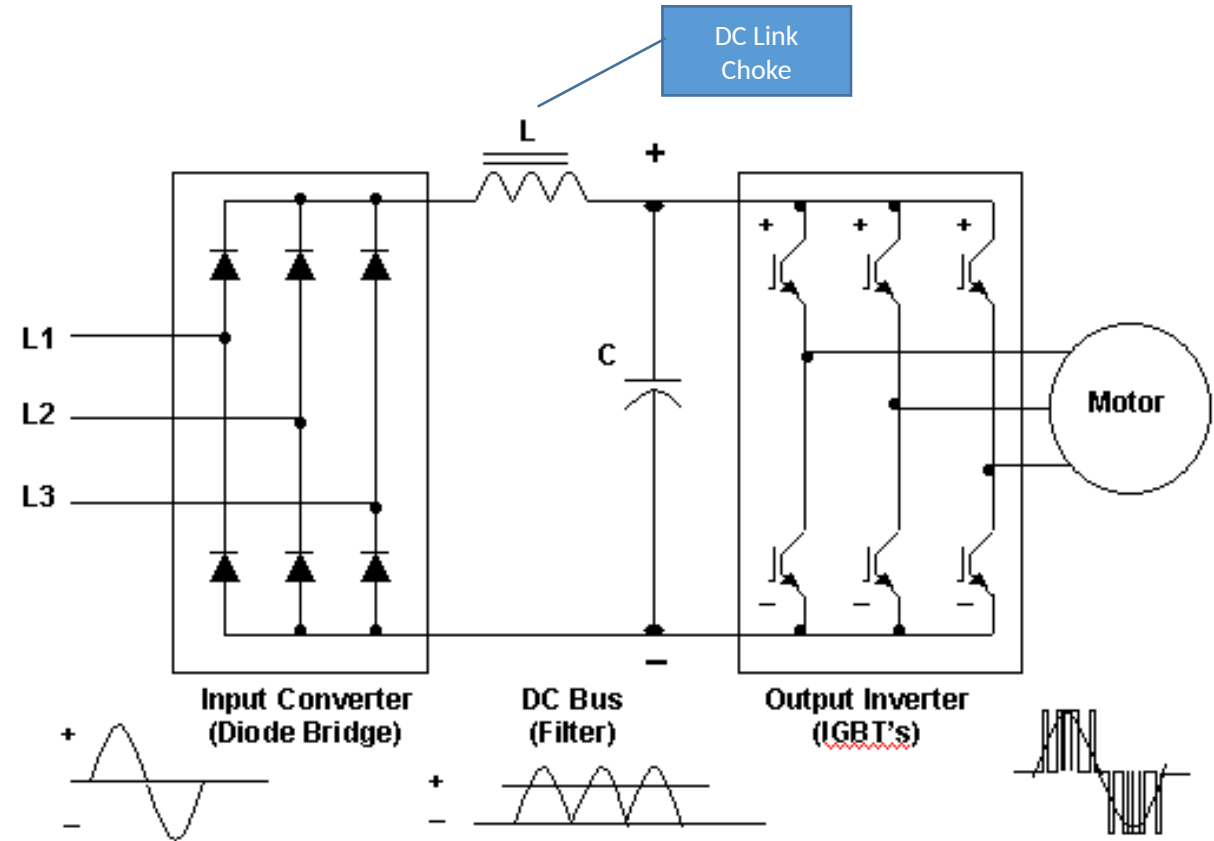 DC Link
Choke
L
+
+ + +
L1
C
Motor
L2
L3
– – –
–
Input Converter
(Diode Bridge)
DC Bus
(Filter)
Output Inverter
(IGBT's)
+
–
+
–